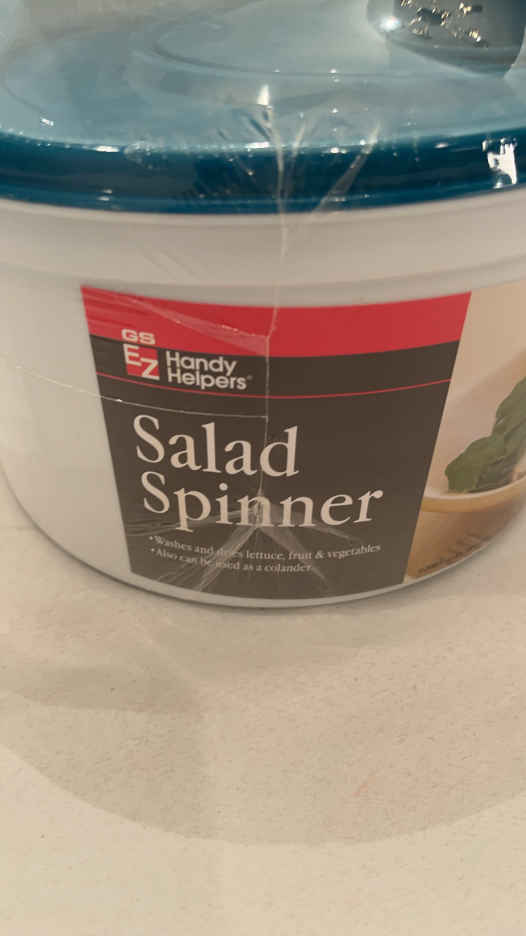 GS
EZ Handy
Helpers®
Salad
Spinner
• Washes and dries lettuce, fruit & vegetables
• Also can be used as a colander